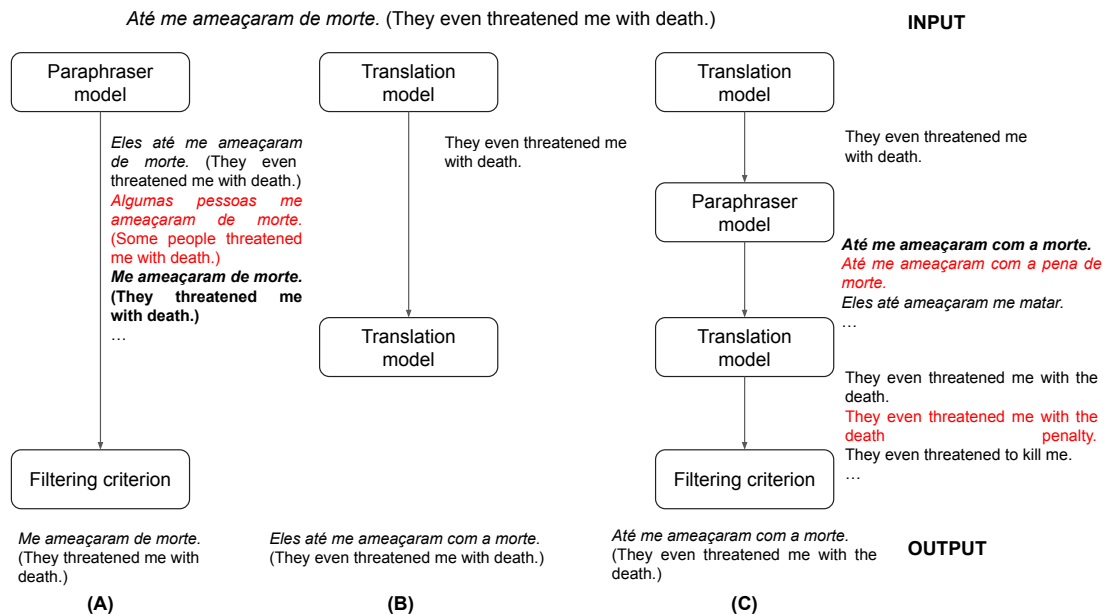 Até me ameaçaram de morte. (They even threatened me with death.)
INPUT
Paraphraser
model
Eles até me ameaçaram
de morte. (They even
threatened me with death.)
Algumas pessoas me
ameaçaram de morte.
(Some people threatened
me with death.)
Me ameaçaram de morte.
(They threatened me
with death.)
…
Filtering criterion
Me ameaçaram de morte.
(They threatened me with
death.)
(A)
Translation
model
They even threatened me
with death.
Translation
model
Eles até me ameaçaram com a morte.
(They even threatened me with death.)
(B)
Translation
model
They even threatened me
with death.
Paraphraser
model
Até me ameaçaram com a morte.
Até me ameaçaram com a pena de
morte.
Eles até ameaçaram me matar.
…
Translation
model
They even threatened me with the
death.
They even threatened me with the
death penalty.
They even threatened to kill me.
…
Filtering criterion
Até me ameaçaram com a morte.
(They even threatened me with the
death.)
OUTPUT
(C)